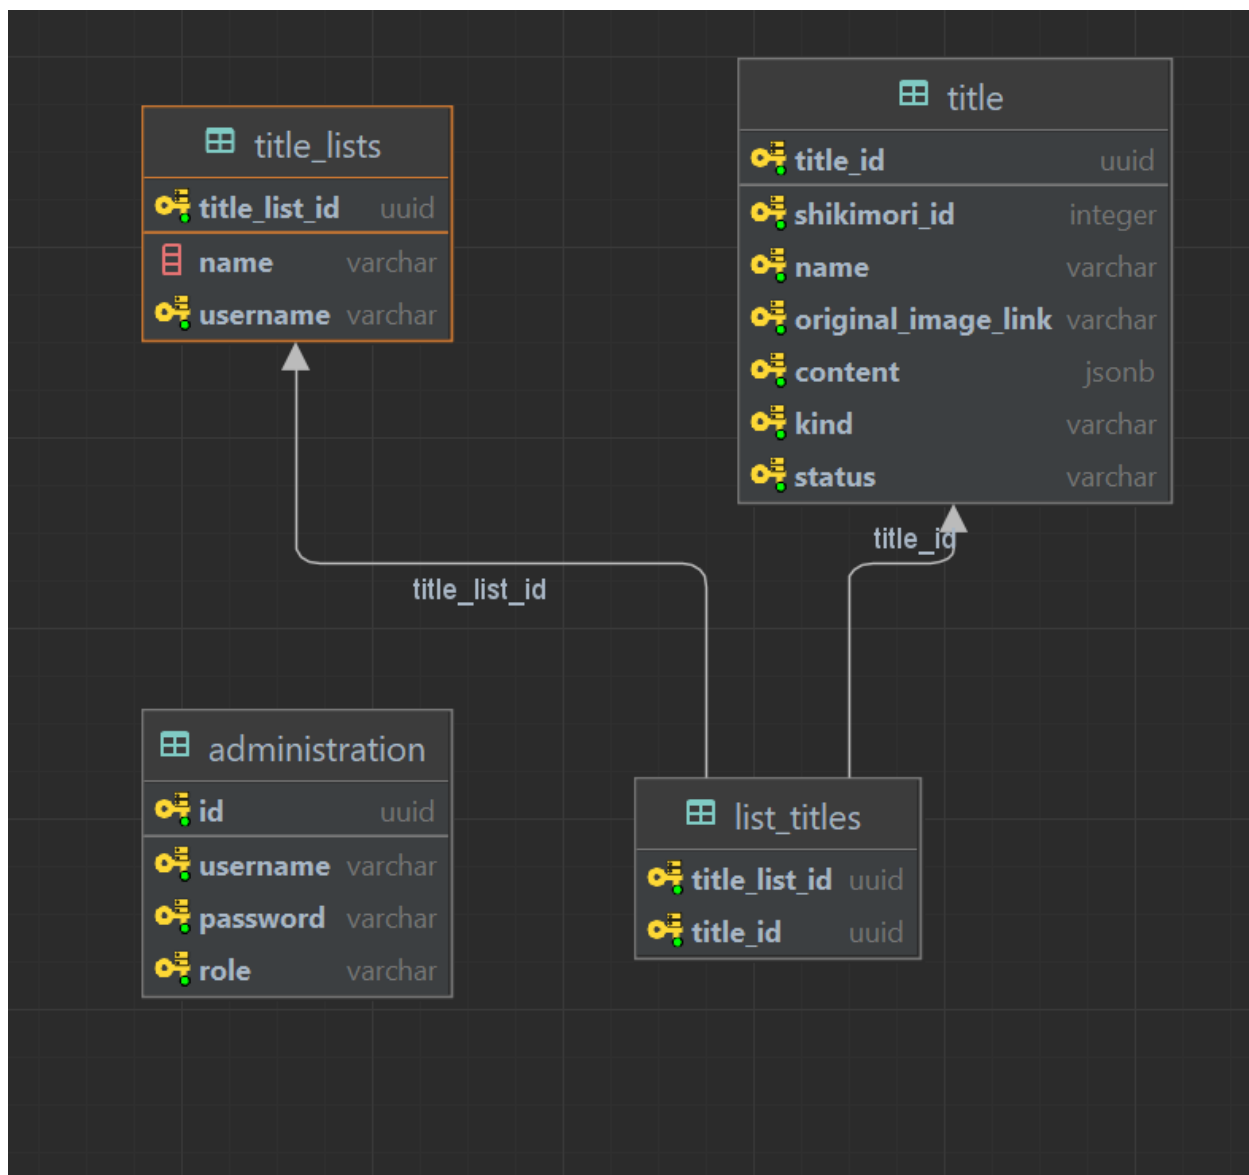 title_lists
title_list_id uuid
name varchar
username varchar
title
title_id uuid
shikimori_id integer
name varchar
original_image_link varchar
content jsonb
kind varchar
status varchar
title_id
title_list_id
administration
id uuid
username varchar
password varchar
role varchar
list_titles
title_list_id uuid
title_id uuid